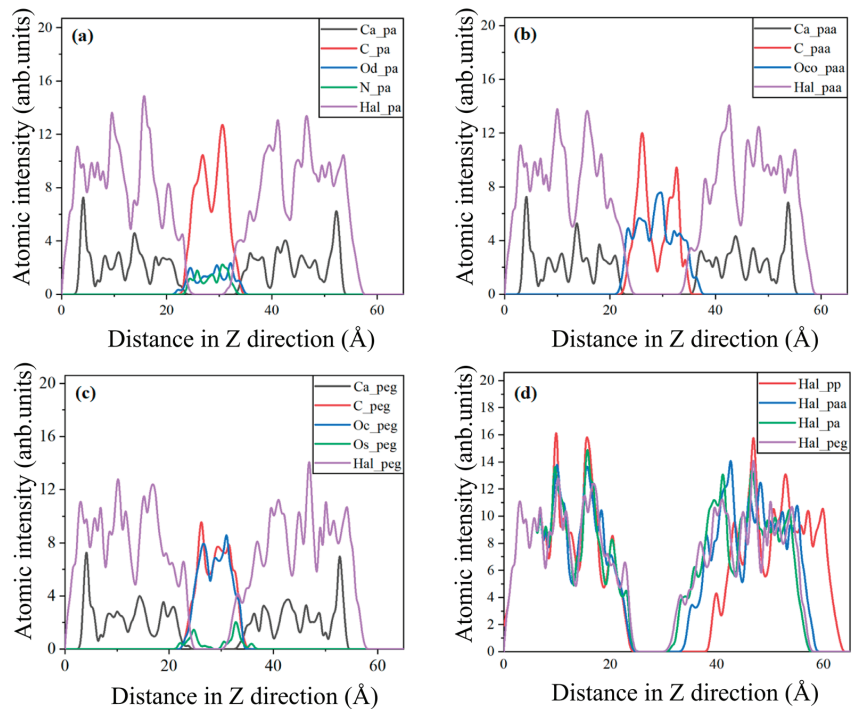 (a)
Ca_pa
C_pa
Od_pa
N_pa
Hal_pa
20
16
12
8
4
0
0 20 40 60
Atomic intensity (anb.units)
Distance in Z direction (Å)
(b)
Ca_paa
C_paa
Oco_paa
Hal_paa
20
16
12
8
4
0
0 20 40 60
Atomic intensity (anb.units)
Distance in Z direction (Å)
(c)
Ca_peg
C_peg
Oc_peg
Os_peg
Hal_peg
20
16
12
8
4
0
0 20 40 60
Atomic intensity (anb.units)
Distance in Z direction (Å)
(d)
Hal_pp
Hal_paa
Hal_pa
Hal_peg
20
18
16
14
12
10
8
6
4
2
0
0 20 40 60
Atomic intensity (anb.units)
Distance in Z direction (Å)